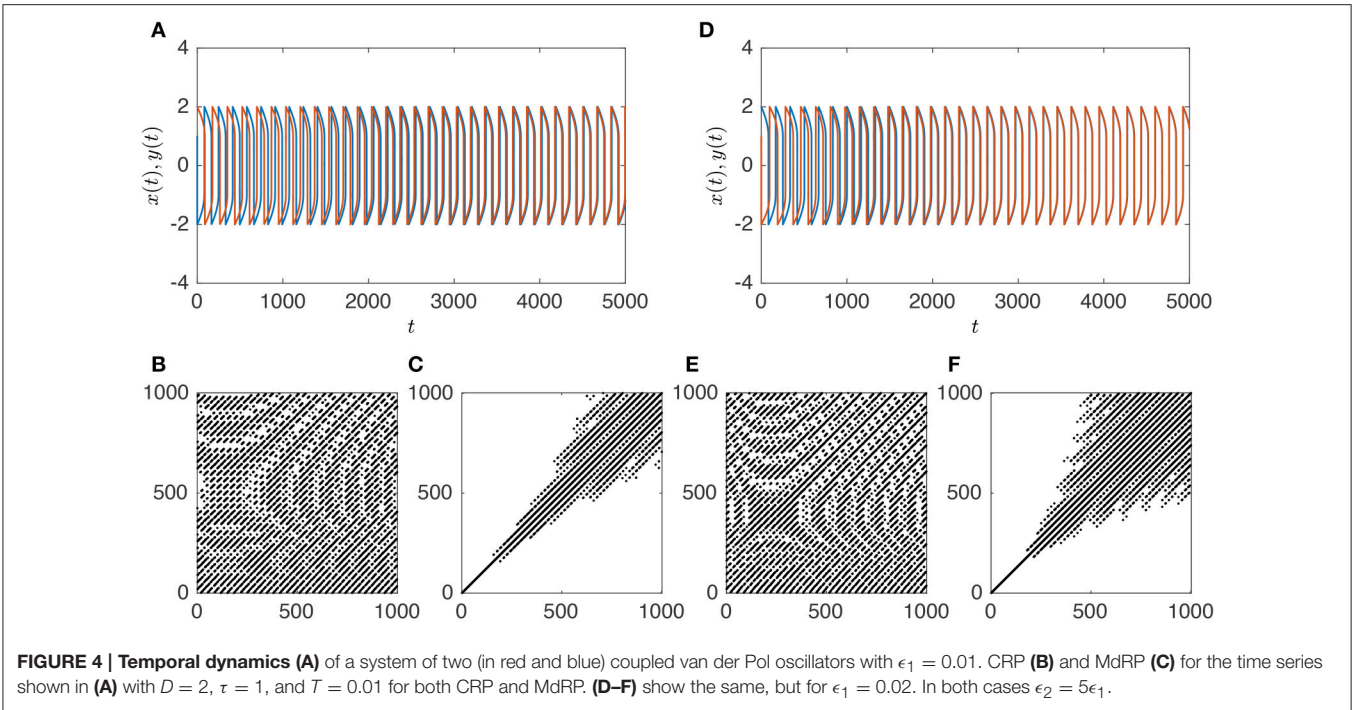 A
D
4
2
0
-2
-4
x(t), y(t)
0 1000 2000 3000 4000 5000
t
4
2
0
-2
-4
x(t), y(t)
0 1000 2000 3000 4000 5000
t
B
1000
500
0
0 500 1000
C
1000
500
0
0 500 1000
E
1000
500
0
0 500 1000
F
1000
500
0
0 500 1000
FIGURE 4 | Temporal dynamics (A) of a system of two (in red and blue) coupled van der Pol oscillators with ϵ₁ = 0.01. CRP (B) and MdRP (C) for the time series
shown in (A) with D = 2, τ = 1, and T = 0.01 for both CRP and MdRP. (D–F) show the same, but for ϵ₁ = 0.02. In both cases ϵ₂ = 5ϵ₁.